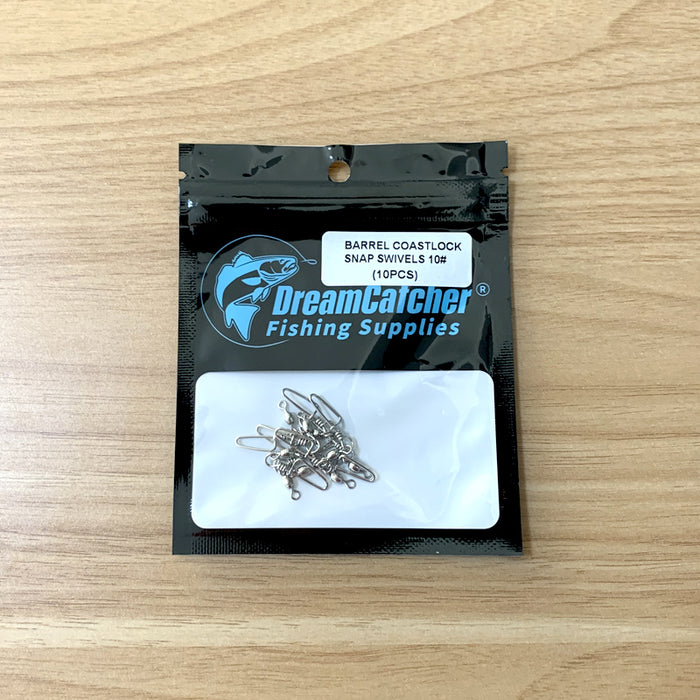 BARREL COASTLOCK
SNAP SWIVELS 10#
(10PCS)
DreamCatcher ®
Fishing Supplies